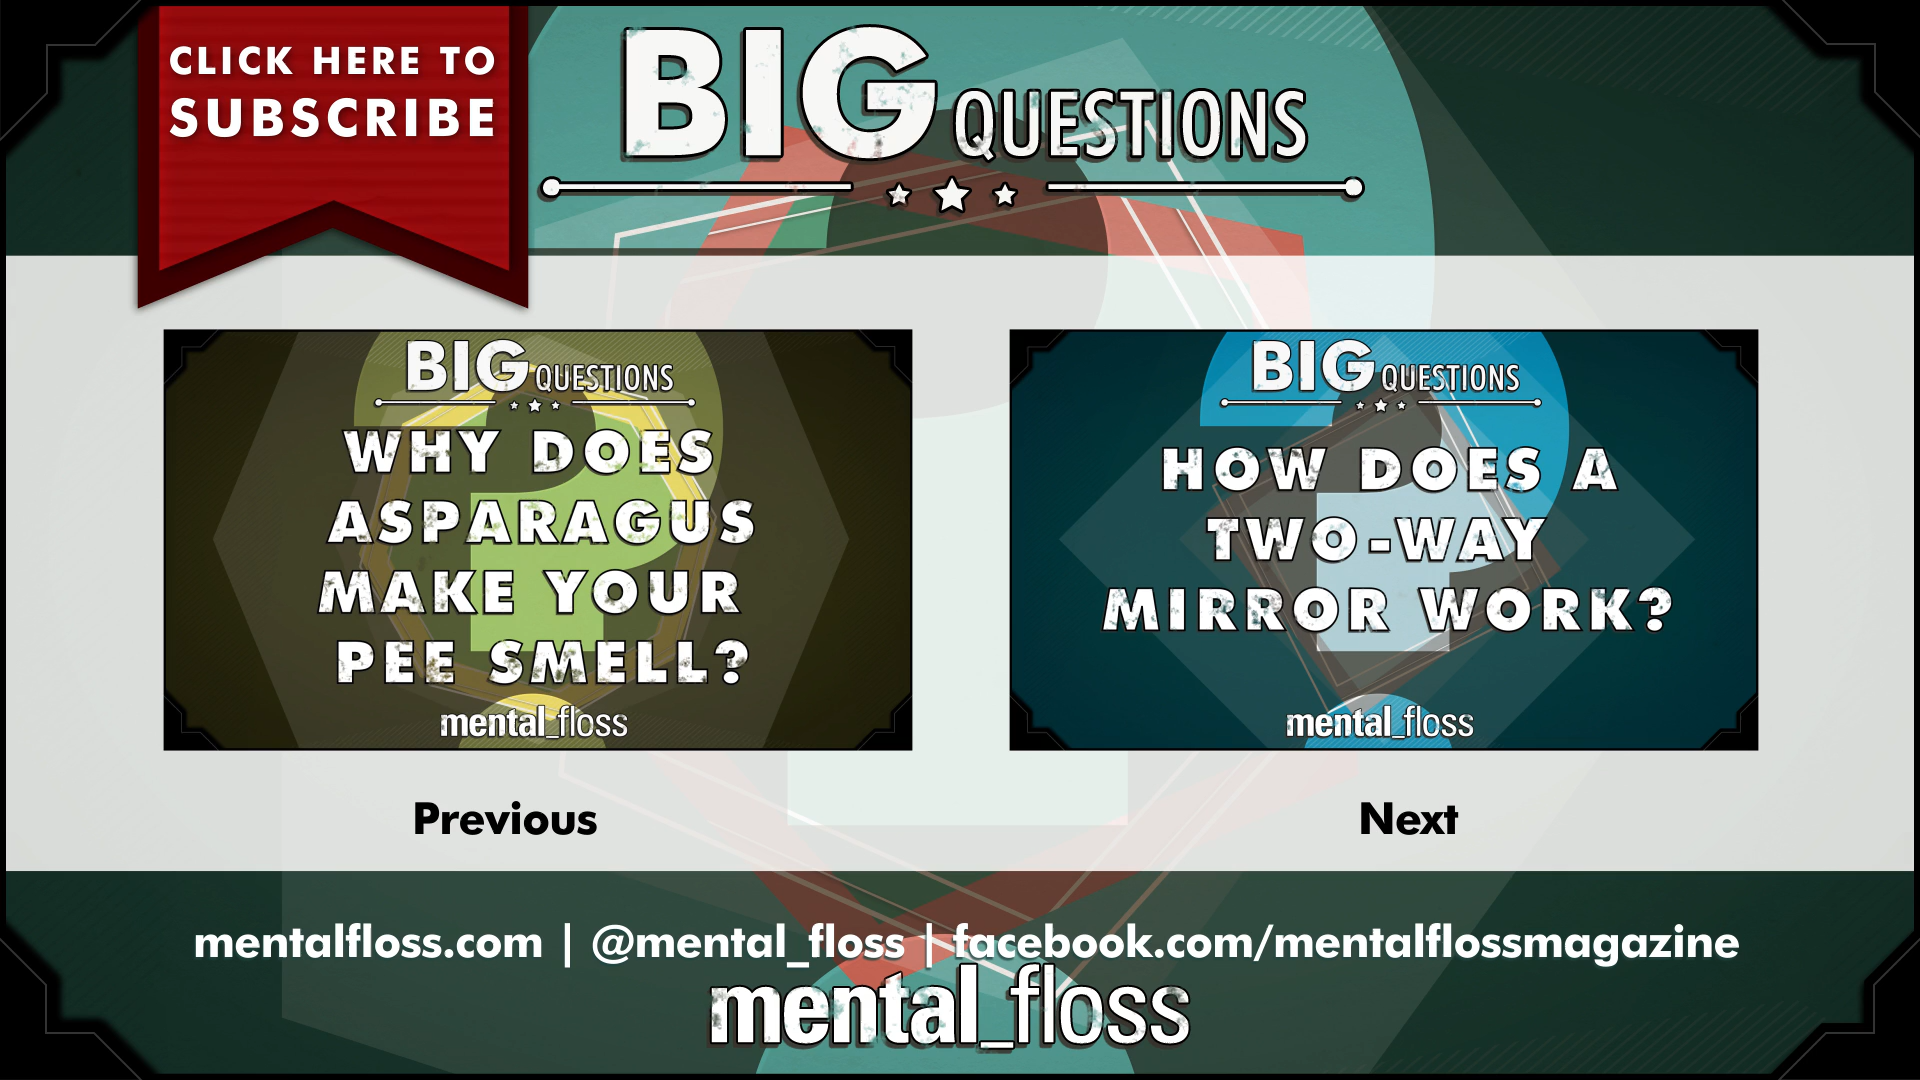 CLICK HERE TO
SUBSCRIBE
BIG QUESTIONS
BIG QUESTIONS
WHY DOES
ASPARAGUS
MAKE YOUR
PEE SMELL?
mental_floss
BIG QUESTIONS
HOW DOES A
TWO-WAY
MIRROR WORK?
mental_floss
Previous
Next
mentalfloss.com | @mental_floss | facebook.com/mentalflossmagazine
mental_floss